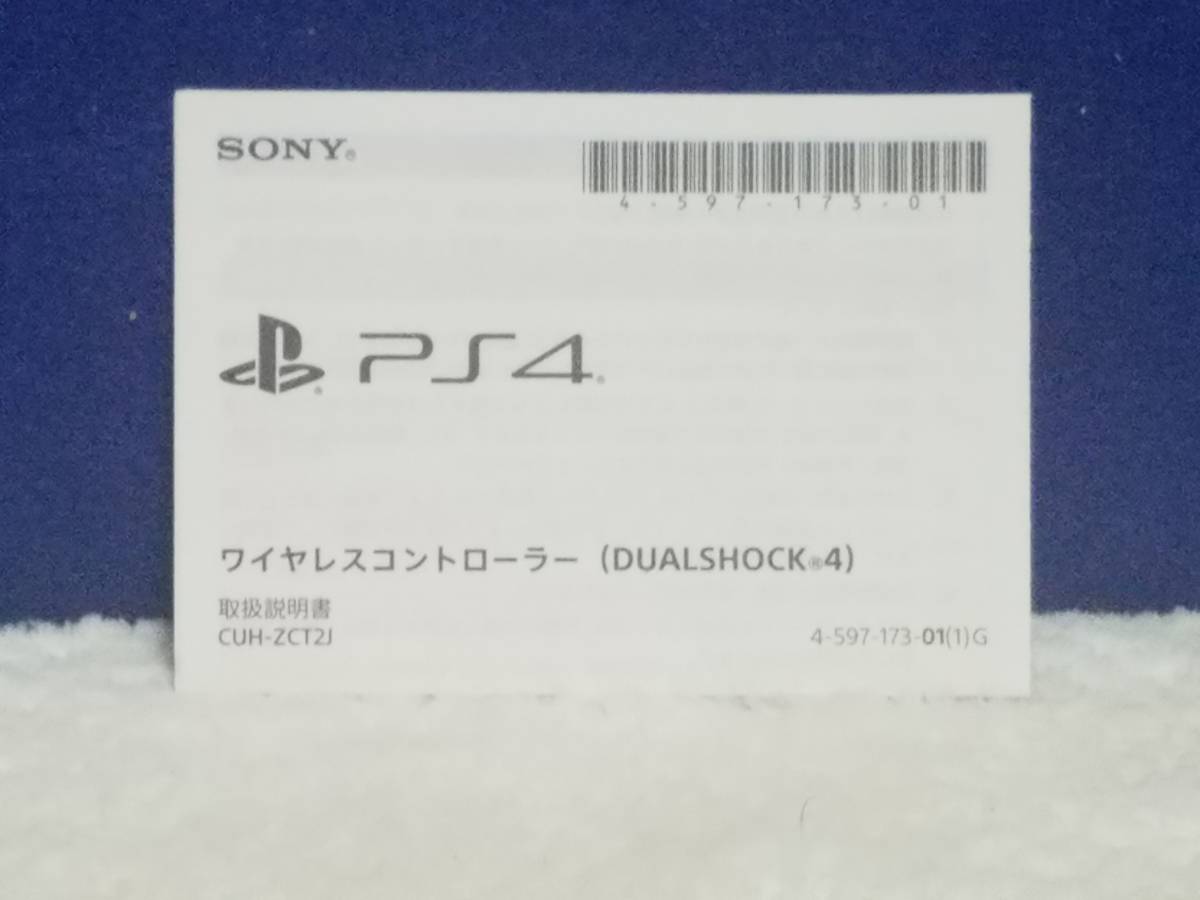 SONY®
4-597-173-01
PS4®
ワイヤレスコントローラー（DUALSHOCK®4）
取扱説明書
CUH-ZCT2J
4-597-173-01(1)G